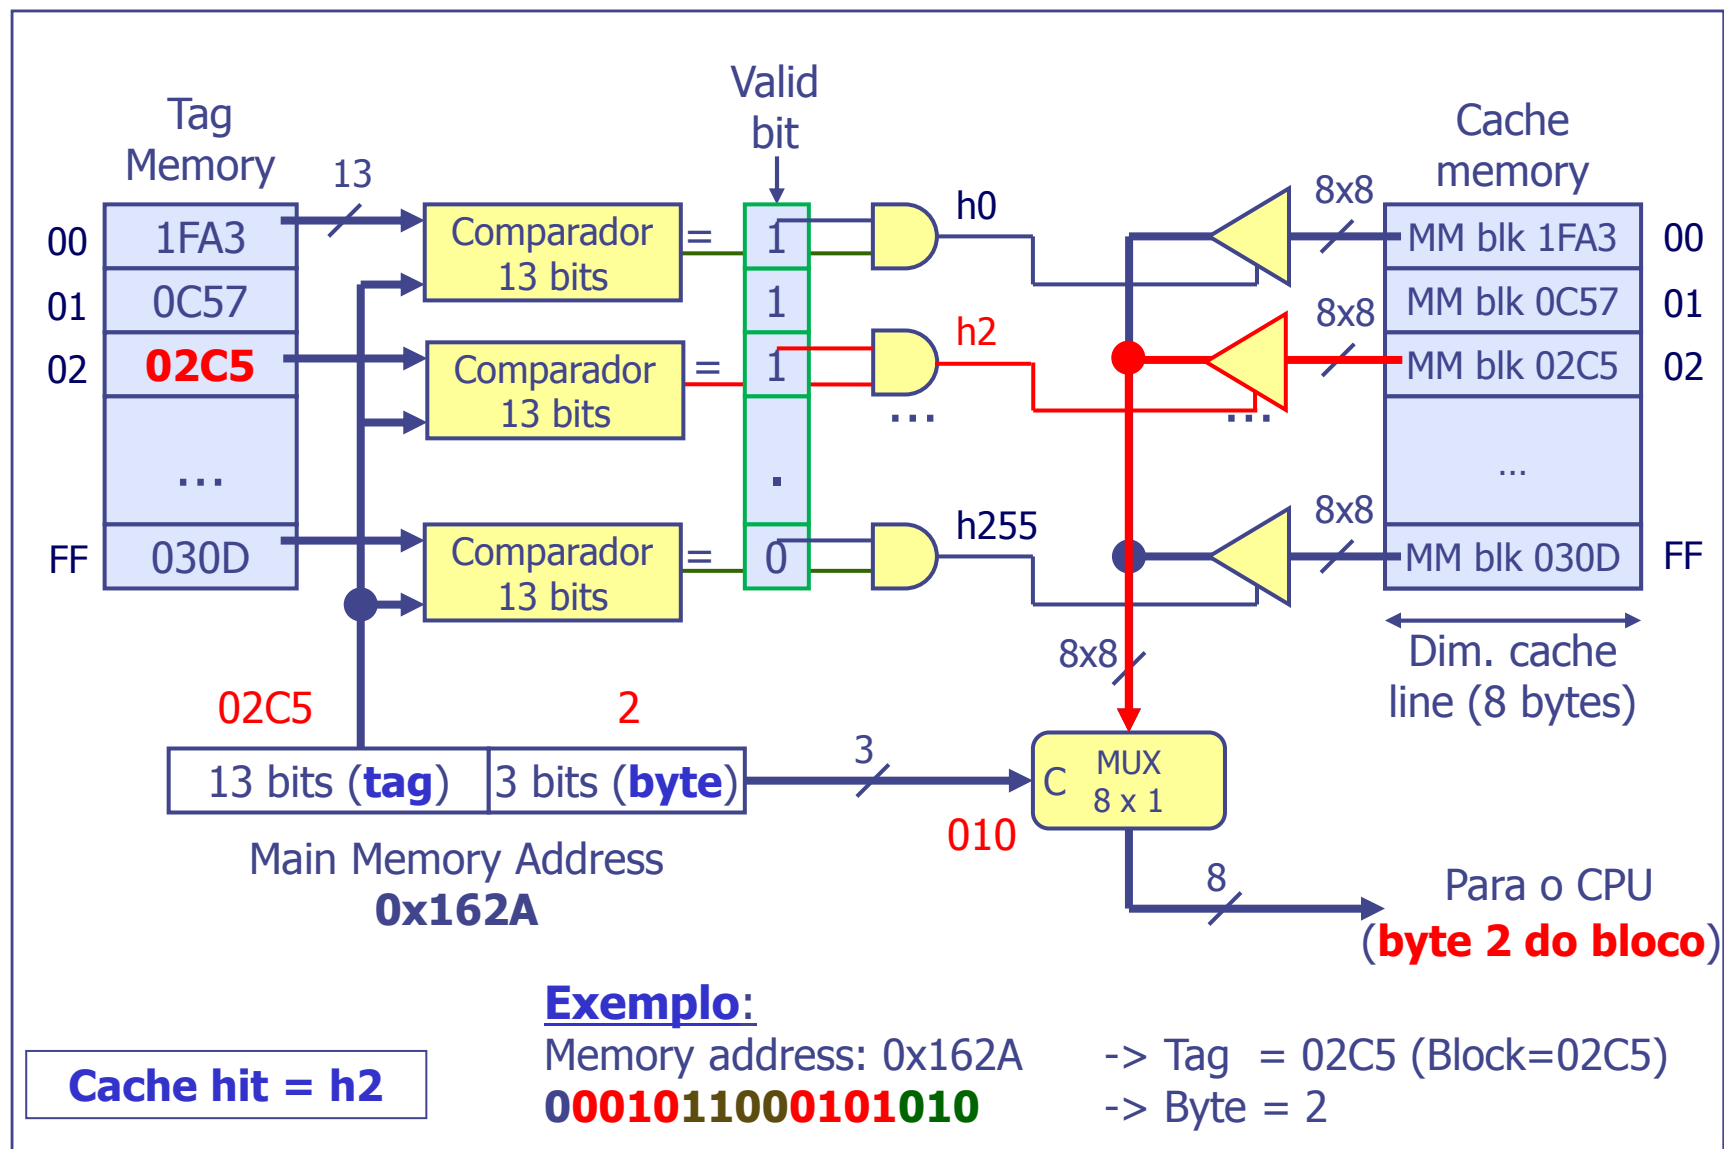 Tag
Memory
Valid
bit
Cache
memory
13
8x8
00
1FA3
Comparador
13 bits
=
1
h0
MM blk 1FA3
00
01
0C57
1
8x8
MM blk 0C57
01
02
02C5
Comparador
13 bits
=
1
h2
MM blk 02C5
02
...
...
...
.
...
8x8
FF
030D
Comparador
13 bits
=
0
h255
MM blk 030D
FF
8x8
Dim. cache
line (8 bytes)
02C5
2
13 bits (tag)
3 bits (byte)
3
C
MUX
8 x 1
010
Main Memory Address
0x162A
8
Para o CPU
(byte 2 do bloco)
Exemplo:
Memory address: 0x162A -> Tag = 02C5 (Block=02C5)
0001011000101010 -> Byte = 2
Cache hit = h2